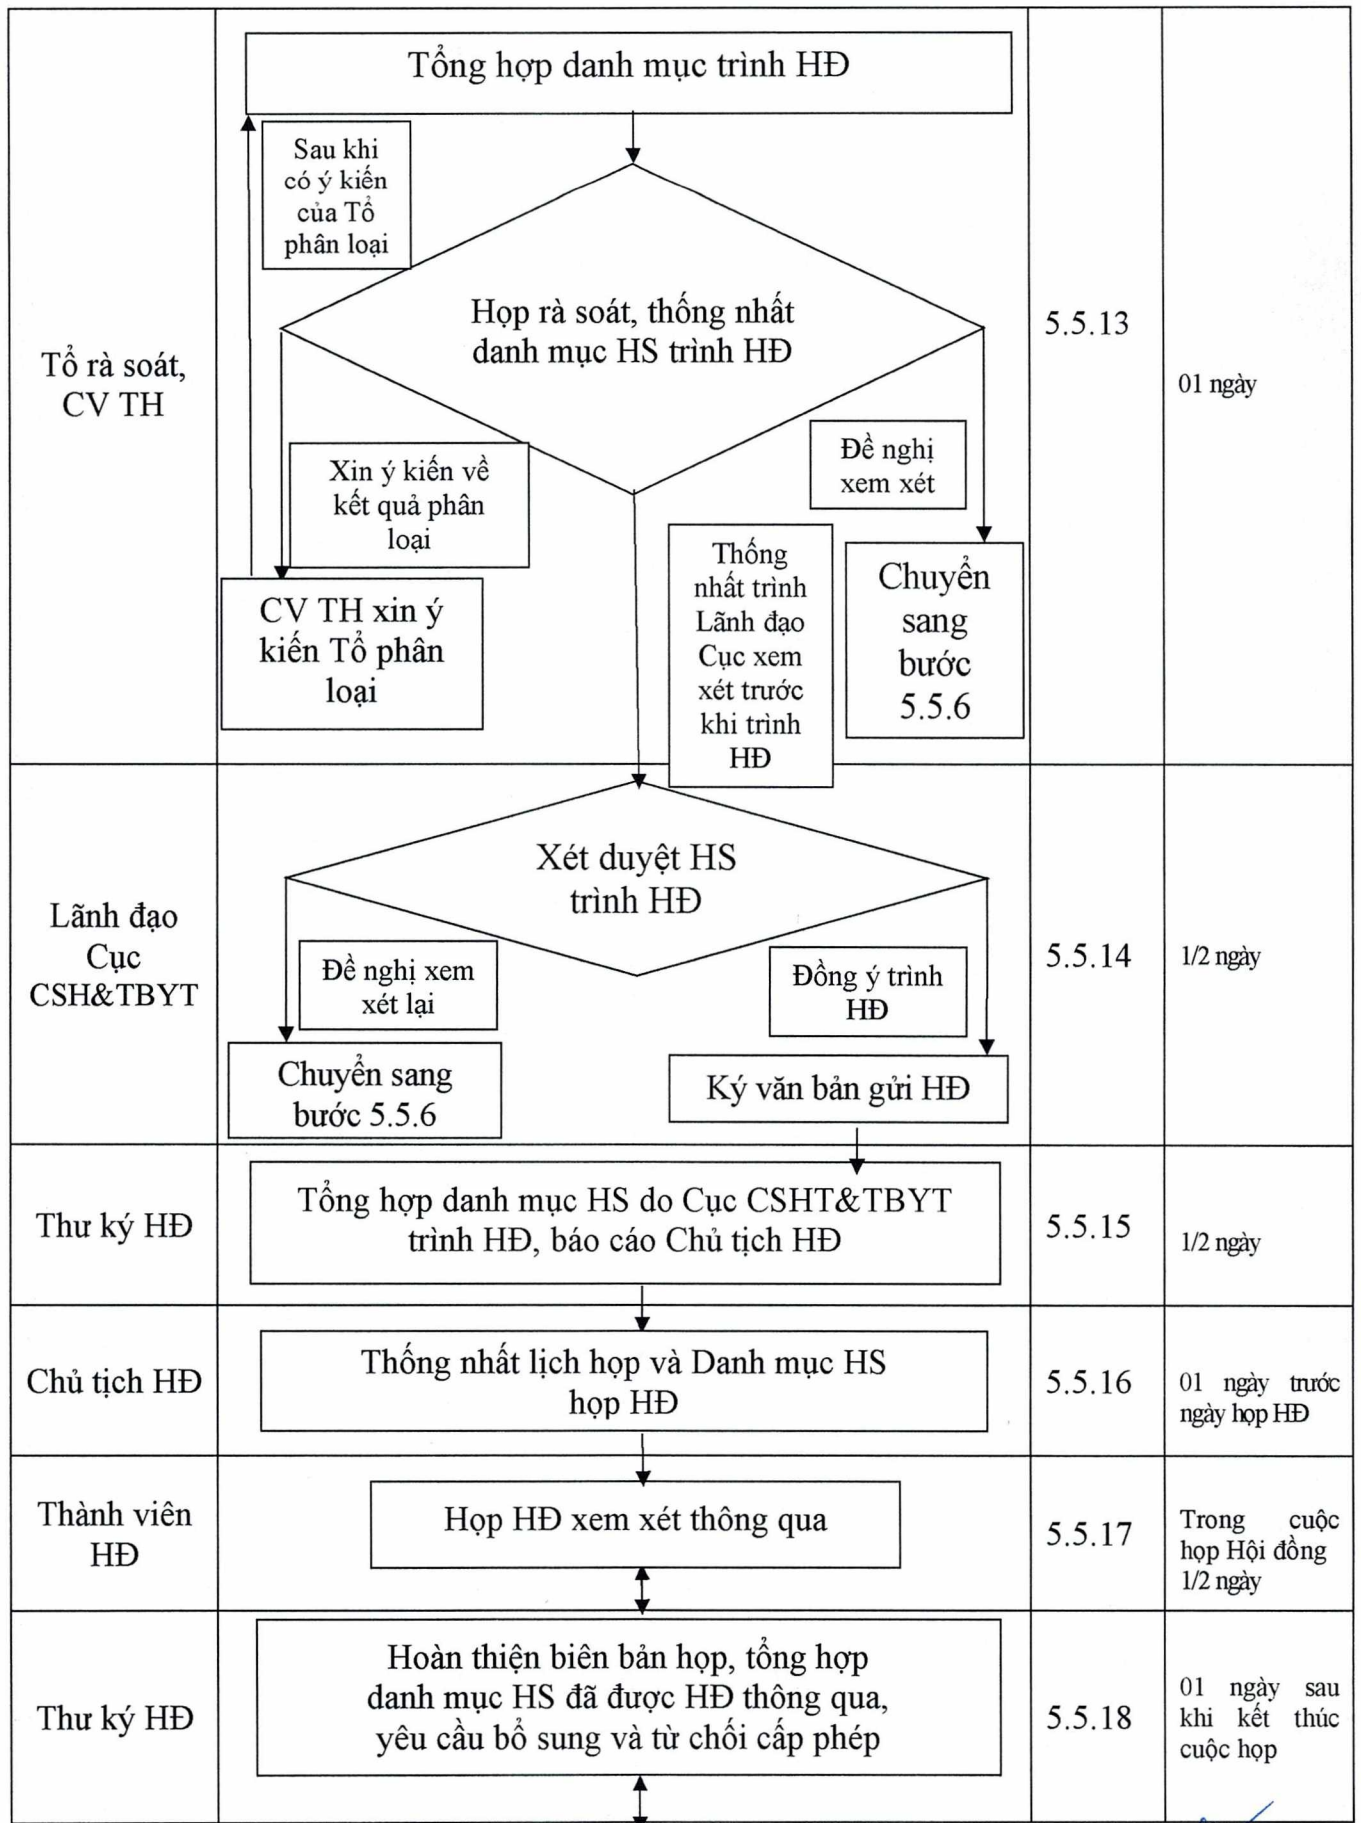 Tổng hợp danh mục trình HĐ
Sau khi
có ý kiến
của Tổ
phân loại
Họp rà soát, thống nhất
danh mục HS trình HĐ
Tổ rà soát,
CV TH
5.5.13
01 ngày
Xin ý kiến về
kết quả phân
loại
Đề nghị
xem xét
CV TH xin ý
kiến Tổ phân
loại
Thống
nhất trình
Lãnh đạo
Cục xem
xét trước
khi trình
HĐ
Chuyển
sang
bước
5.5.6
Lãnh đạo
Cục
CSH&TBYT
Xét duyệt HS
trình HĐ
5.5.14
1/2 ngày
Đề nghị xem
xét lại
Đồng ý trình
HĐ
Chuyển sang
bước 5.5.6
Ký văn bản gửi HĐ
Thư ký HĐ
Tổng hợp danh mục HS do Cục CSHT&TBYT
trình HĐ, báo cáo Chủ tịch HĐ
5.5.15
1/2 ngày
Chủ tịch HĐ
Thống nhất lịch họp và Danh mục HS
họp HĐ
5.5.16
01 ngày trước
ngày họp HĐ
Thành viên
HĐ
Họp HĐ xem xét thông qua
5.5.17
Trong cuộc
họp Hội đồng
1/2 ngày
Thư ký HĐ
Hoàn thiện biên bản họp, tổng hợp
danh mục HS đã được HĐ thông qua,
yêu cầu bổ sung và từ chối cấp phép
5.5.18
01 ngày sau
khi kết thúc
cuộc họp